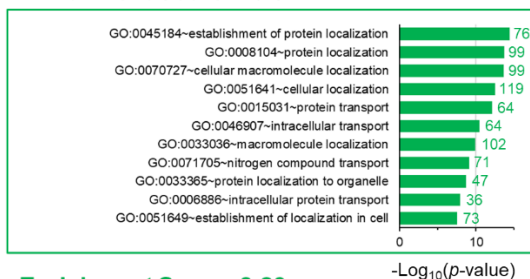 GO:0045184~establishment of protein localization 76
GO:0008104~protein localization 99
GO:0070727~cellular macromolecule localization 99
GO:0051641~cellular localization 119
GO:0015031~protein transport 64
GO:0046907~intracellular transport 64
GO:0033036~macromolecule localization 102
GO:0071705~nitrogen compound transport 71
GO:0033365~protein localization to organelle 47
GO:0006886~intracellular protein transport 36
GO:0051649~establishment of localization in cell 73
0 10
-Log10(p-value)